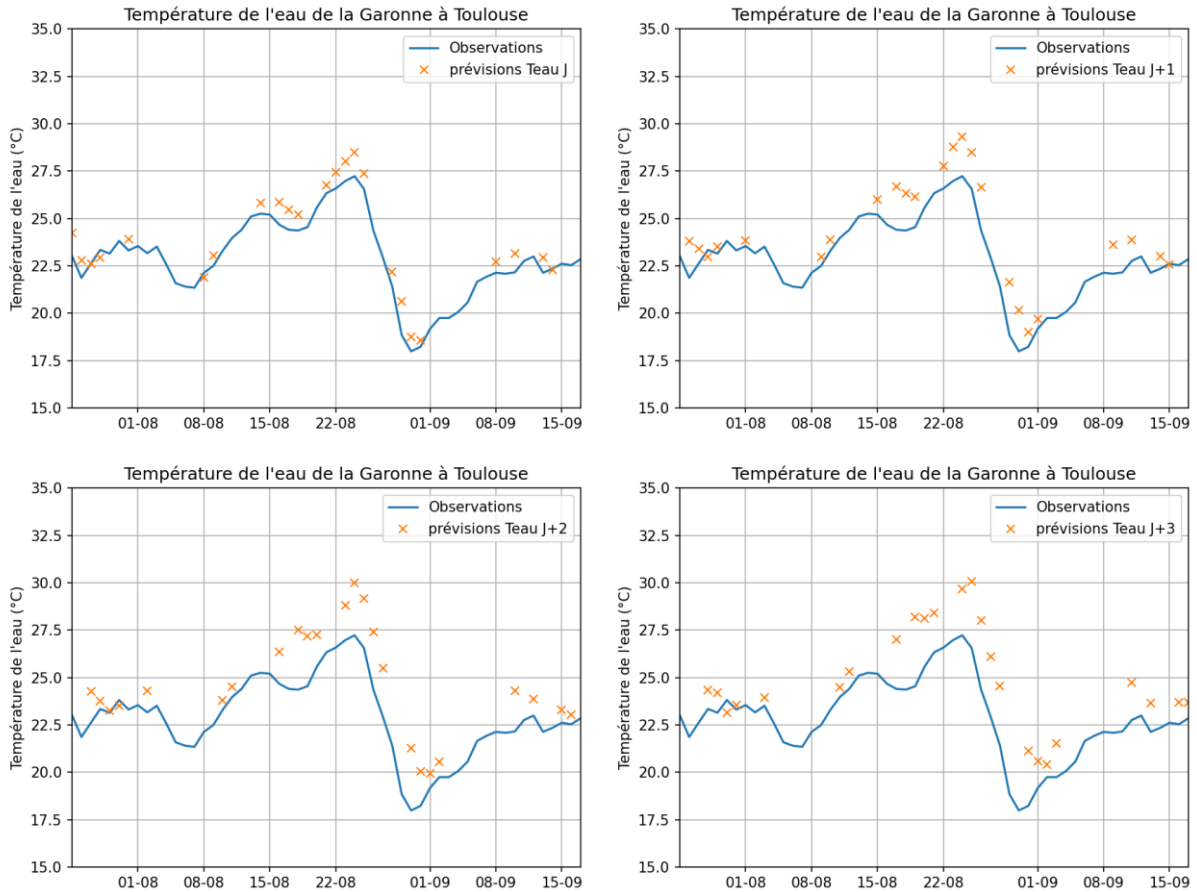 Température de l'eau de la Garonne à Toulouse
Température de l'eau (°C)
35.0
32.5
30.0
27.5
25.0
22.5
20.0
17.5
15.0
Observations
prévisions Teau J
01-08 08-08 15-08 22-08 01-09 08-09 15-09
Température de l'eau de la Garonne à Toulouse
Température de l'eau (°C)
35.0
32.5
30.0
27.5
25.0
22.5
20.0
17.5
15.0
Observations
prévisions Teau J+1
01-08 08-08 15-08 22-08 01-09 08-09 15-09
Température de l'eau de la Garonne à Toulouse
Température de l'eau (°C)
35.0
32.5
30.0
27.5
25.0
22.5
20.0
17.5
15.0
Observations
prévisions Teau J+2
01-08 08-08 15-08 22-08 01-09 08-09 15-09
Température de l'eau de la Garonne à Toulouse
Température de l'eau (°C)
35.0
32.5
30.0
27.5
25.0
22.5
20.0
17.5
15.0
Observations
prévisions Teau J+3
01-08 08-08 15-08 22-08 01-09 08-09 15-09